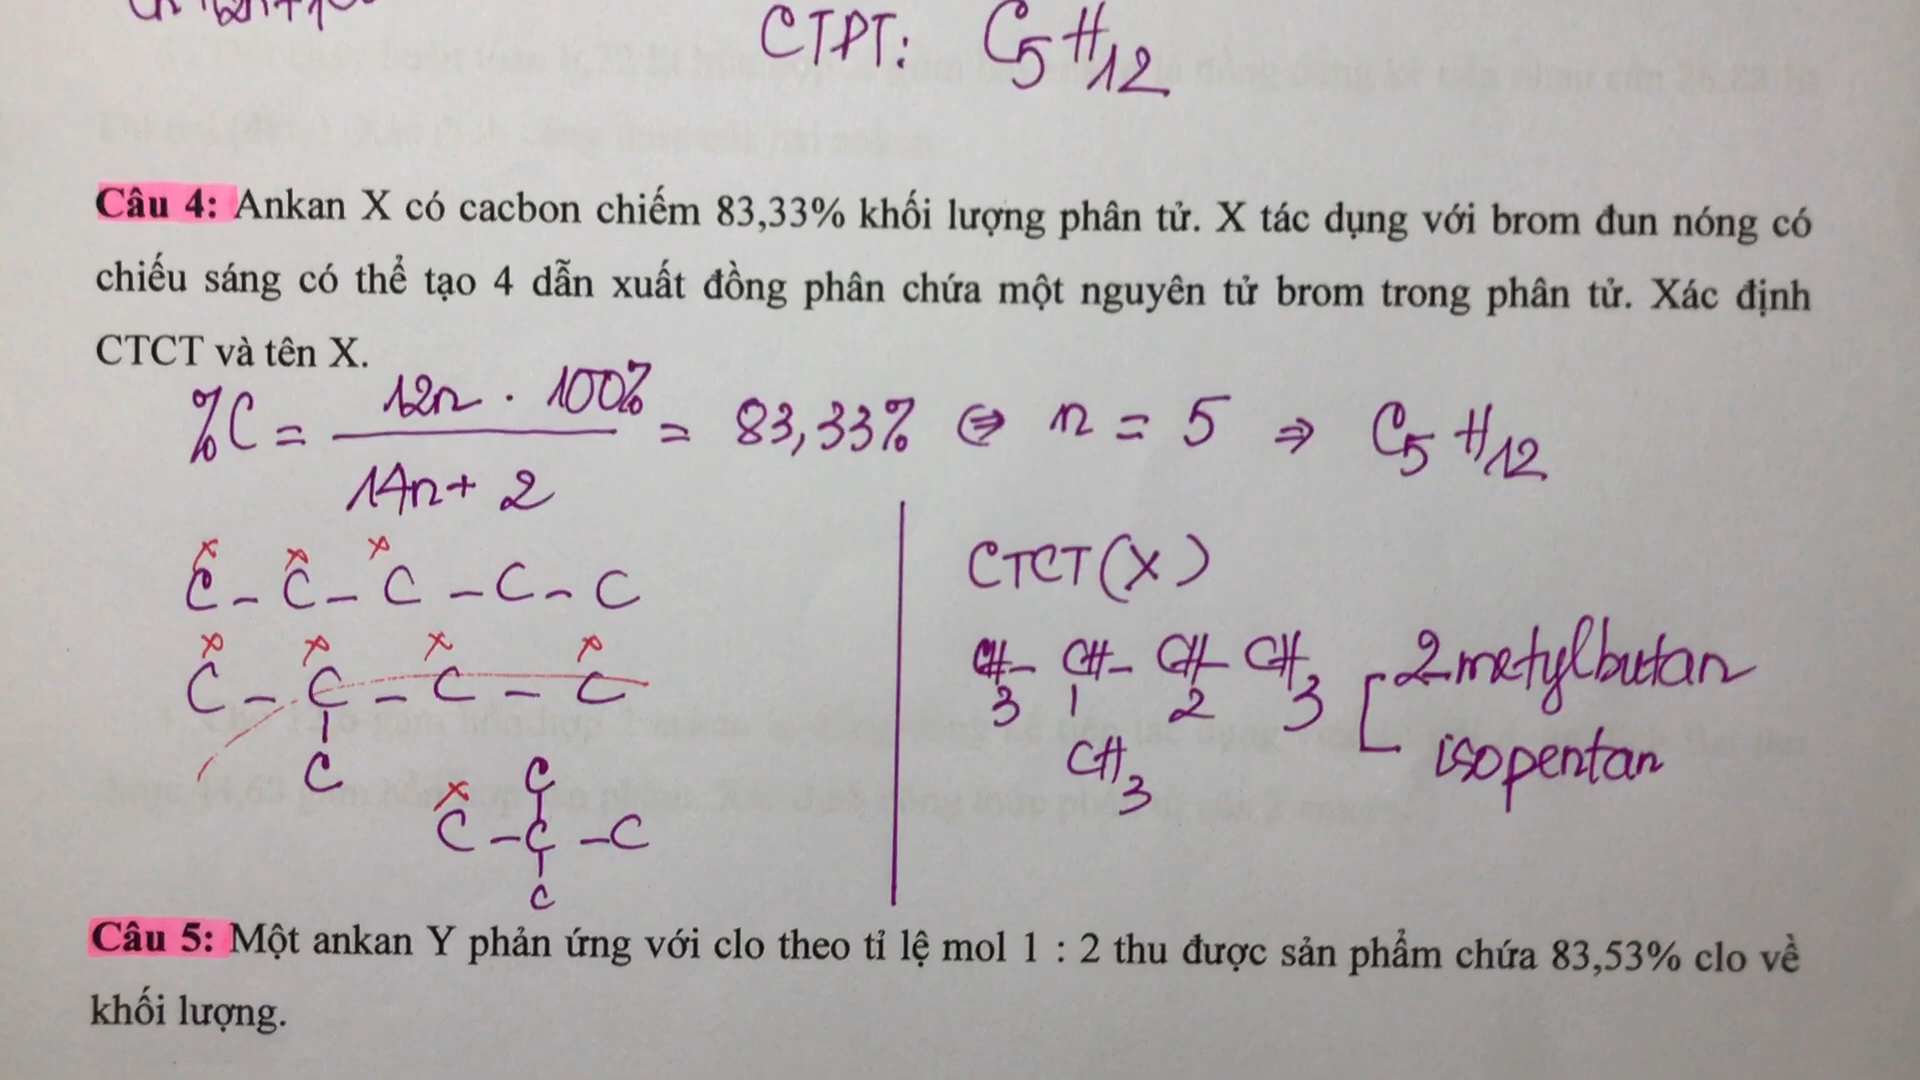 CTPT: C5H12
Câu 4: Ankan X có cacbon chiếm 83,33% khối lượng phân tử. X tác dụng với brom đun nóng có
chiếu sáng có thể tạo 4 dẫn xuất đồng phân chứa một nguyên tử brom trong phân tử. Xác định
CTCT và tên X.
%C = 12n . 100% / 14n + 2 = 83,33% ⇔ n = 5 ⇒ C5H12
x x x
C - C - C - C - C
x x x x
C - C - C - C
C
C
x
C - C - C
C
CTCT (X)
CH3 - CH - CH2 - CH3
CH3
2-metylbutan
isopentan
Câu 5: Một ankan Y phản ứng với clo theo tỉ lệ mol 1 : 2 thu được sản phẩm chứa 83,53% clo về
khối lượng.